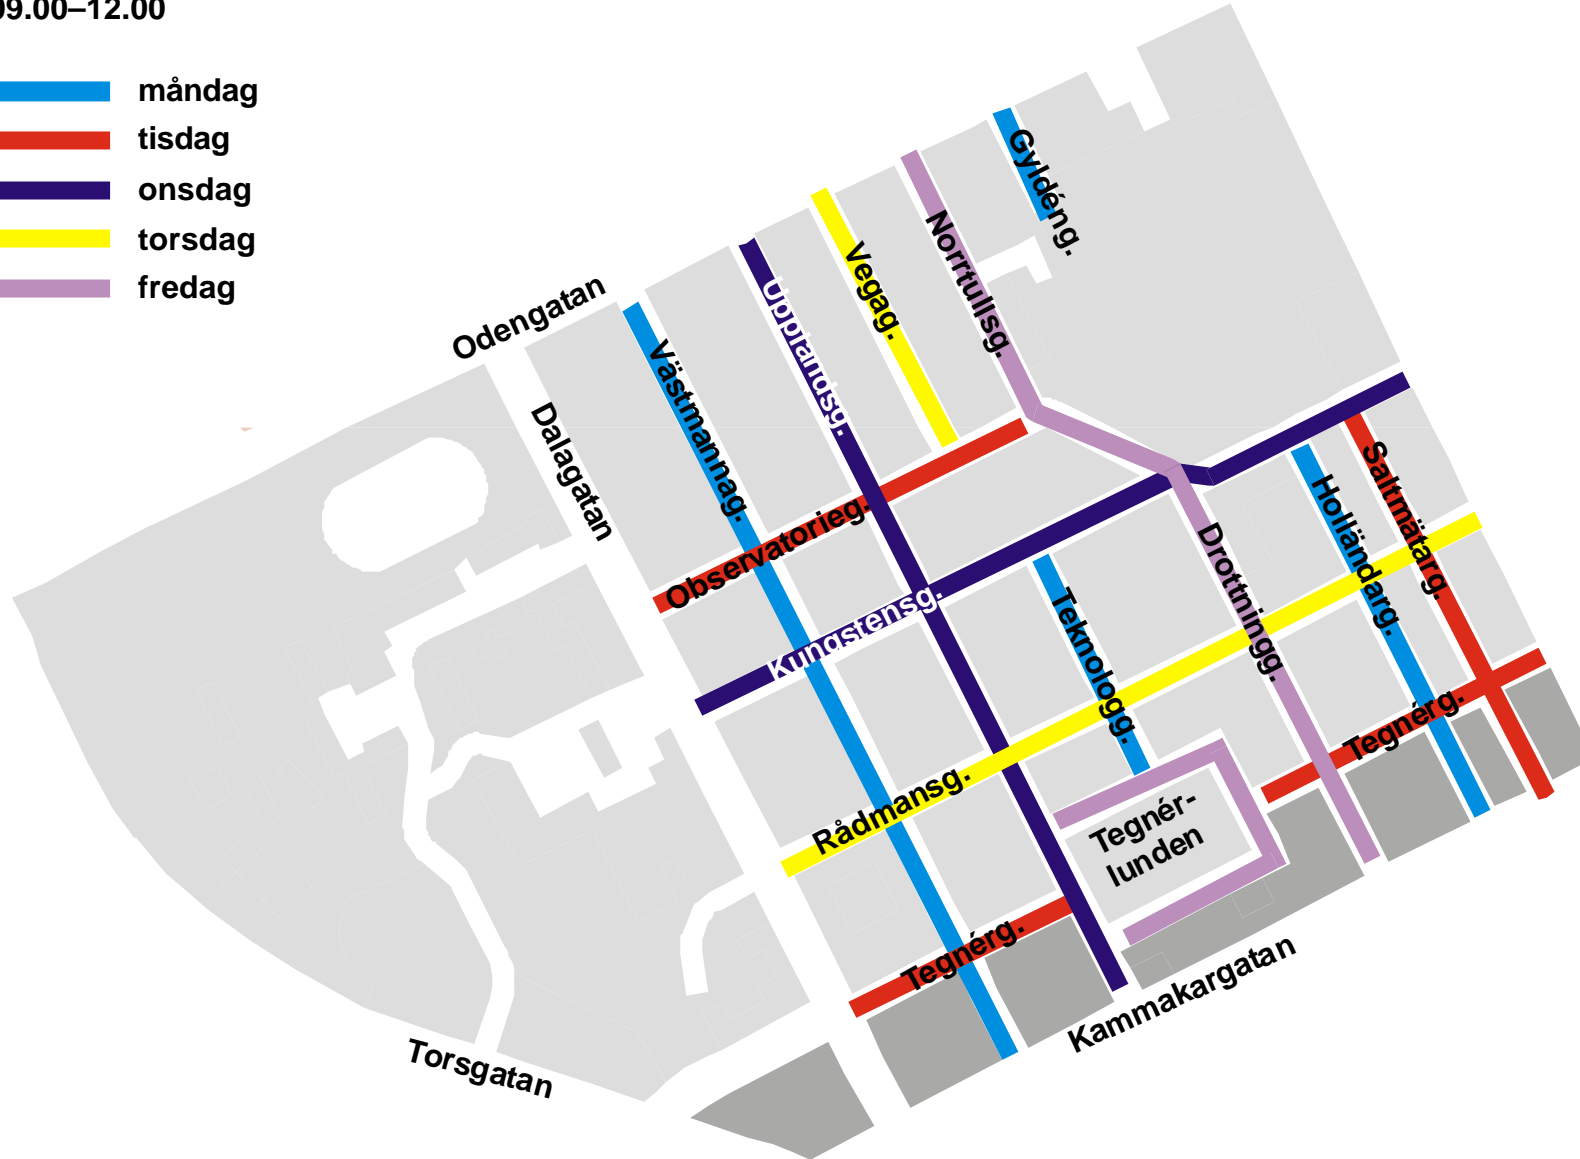 09.00–12.00
måndag
tisdag
onsdag
torsdag
fredag
Odengatan
Dalagatan
Västmannag.
Upplandsg.
Vegag.
Norrtullsg.
Gyldéng.
Observatorieg.
Kungstensg.
Teknologg.
Drottningg.
Holländarg.
Saltmätarg.
Rådmansg.
Tegnérg.
Tegnér-
lunden
Tegnérg.
Kammakargatan
Torsgatan